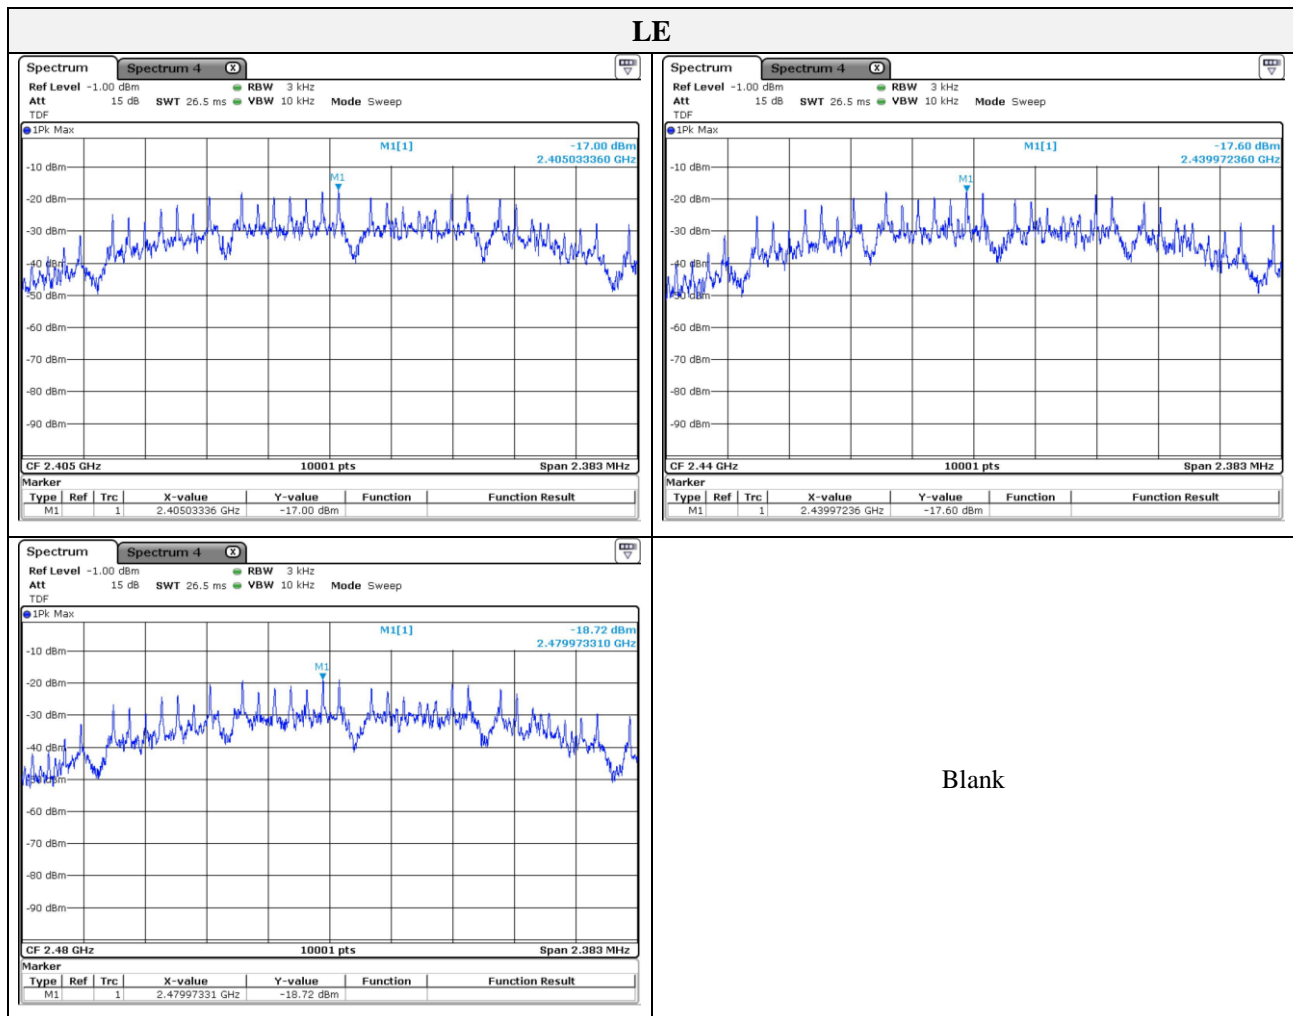 LE
Spectrum Spectrum 4 X
Ref Level -1.00 dBm RBW 3 kHz
Att 15 dB SWT 26.5 ms VBW 10 kHz Mode Sweep
TDF
1Pk Max
M1[1] -17.00 dBm
2.405033360 GHz
M1
-10 dBm
-20 dBm
-30 dBm
-40 dBm
-50 dBm
-60 dBm
-70 dBm
-80 dBm
-90 dBm
CF 2.405 GHz 10001 pts Span 2.383 MHz
Marker
Type Ref Trc X-value Y-value Function Function Result
M1 1 2.40503336 GHz -17.00 dBm
Spectrum Spectrum 4 X
Ref Level -1.00 dBm RBW 3 kHz
Att 15 dB SWT 26.5 ms VBW 10 kHz Mode Sweep
TDF
1Pk Max
M1[1] -17.60 dBm
2.439972360 GHz
M1
-10 dBm
-20 dBm
-30 dBm
-40 dBm
-50 dBm
-60 dBm
-70 dBm
-80 dBm
-90 dBm
CF 2.44 GHz 10001 pts Span 2.383 MHz
Marker
Type Ref Trc X-value Y-value Function Function Result
M1 1 2.43997236 GHz -17.60 dBm
Spectrum Spectrum 4 X
Ref Level -1.00 dBm RBW 3 kHz
Att 15 dB SWT 26.5 ms VBW 10 kHz Mode Sweep
TDF
1Pk Max
M1[1] -18.72 dBm
2.479973310 GHz
M1
-10 dBm
-20 dBm
-30 dBm
-40 dBm
-50 dBm
-60 dBm
-70 dBm
-80 dBm
-90 dBm
CF 2.48 GHz 10001 pts Span 2.383 MHz
Marker
Type Ref Trc X-value Y-value Function Function Result
M1 1 2.47997331 GHz -18.72 dBm
Blank